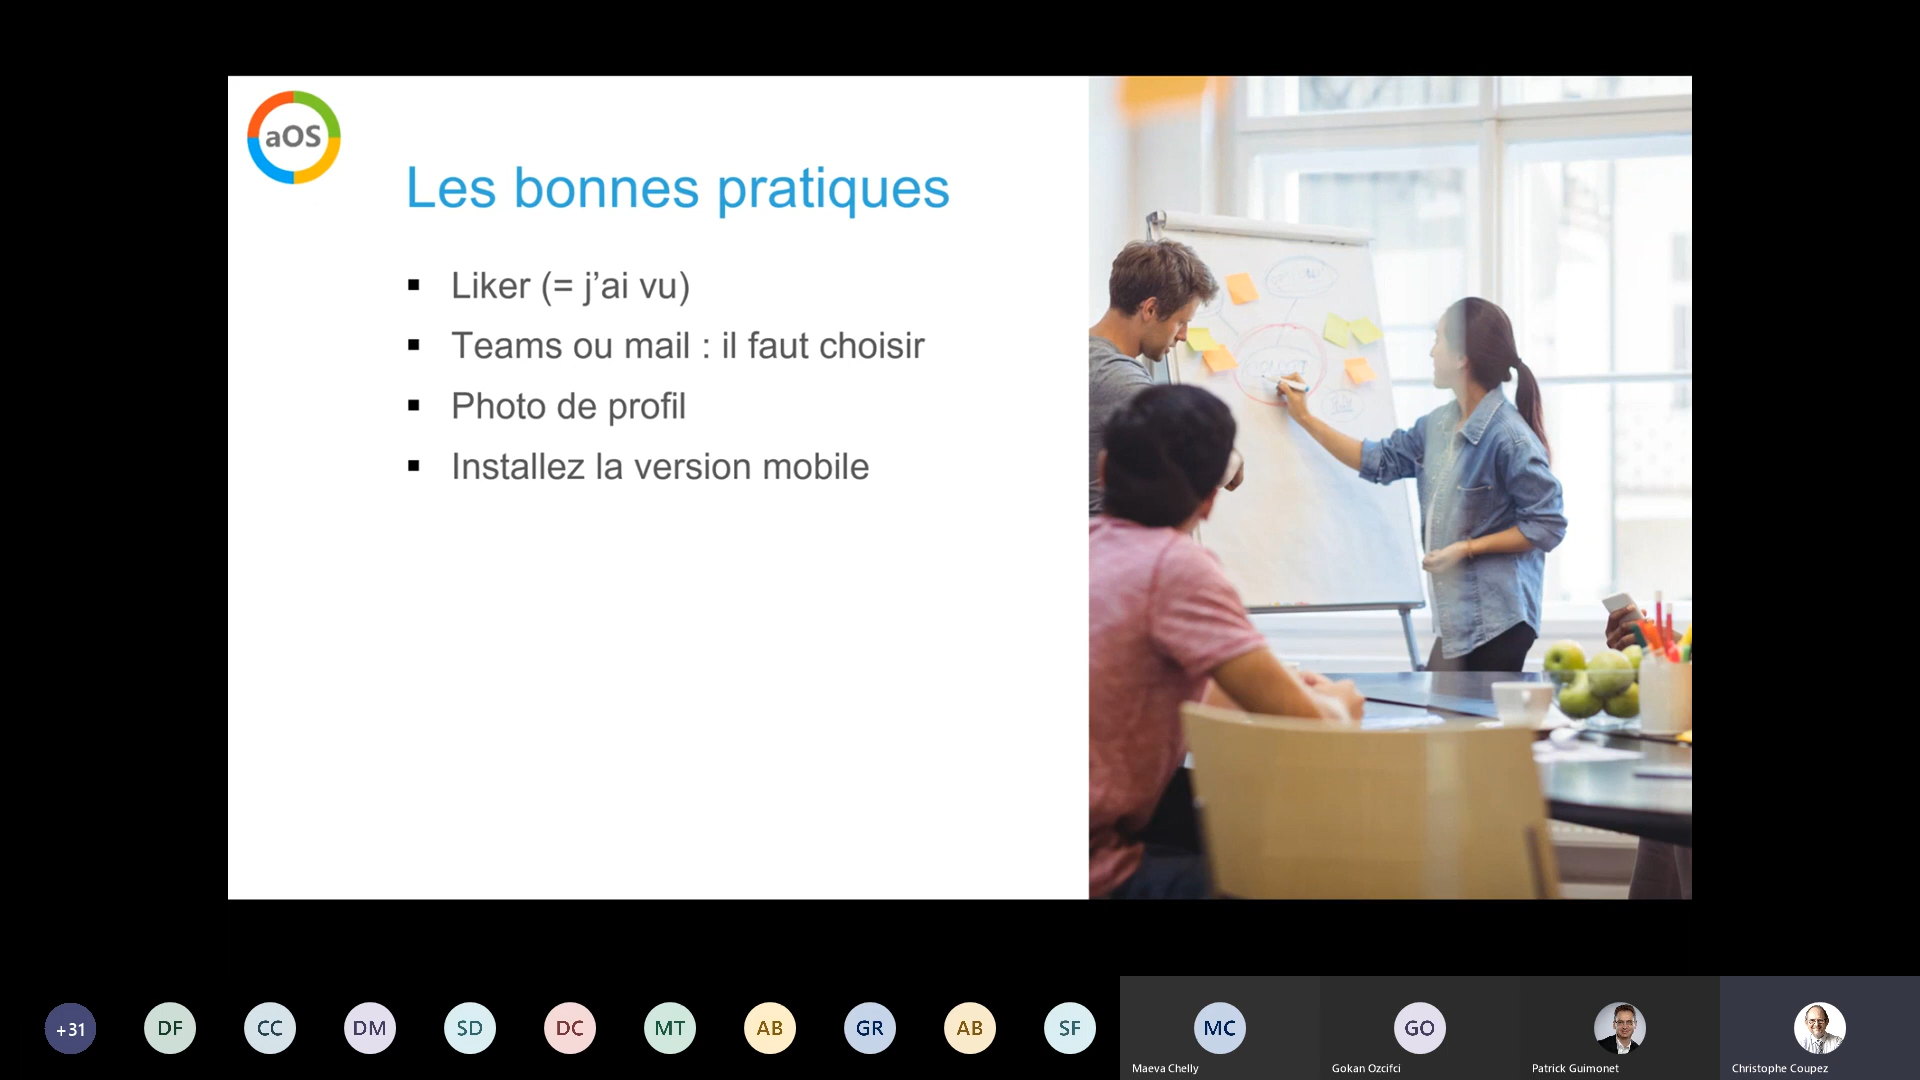 aOS
Les bonnes pratiques
▪ Liker (= j’ai vu)
▪ Teams ou mail : il faut choisir
▪ Photo de profil
▪ Installez la version mobile
+31 DF CC DM SD DC MT AB GR AB SF MC GO
Maeva Chelly Gokan Ozcifci Patrick Guimonet Christophe Coupez